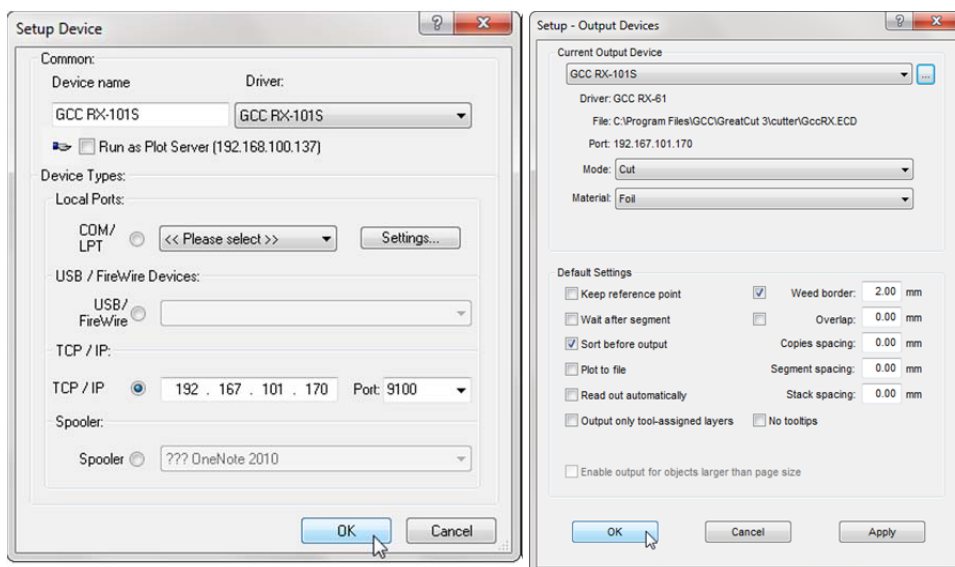 Setup Device
Common:
Device name Driver:
GCC RX-101S GCC RX-101S
Run as Plot Server (192.168.100.137)
Device Types:
Local Ports:
COM/
LPT << Please select >> Settings...
USB / FireWire Devices:
USB/
FireWire
TCP / IP:
TCP / IP 192 . 167 . 101 . 170 Port: 9100
Spooler:
Spooler ??? OneNote 2010
OK Cancel
Setup - Output Devices
Current Output Device
GCC RX-101S ...
Driver: GCC RX-61
File: C:\Program Files\GCC\GreatCut 3\cutter\GccRX.ECD
Port: 192.167.101.170
Mode: Cut
Material: Foil
Default Settings
Keep reference point Weed border: 2.00 mm
Wait after segment Overlap: 0.00 mm
Sort before output Copies spacing: 0.00 mm
Plot to file Segment spacing: 0.00 mm
Read out automatically Stack spacing: 0.00 mm
Output only tool-assigned layers No tooltips
Enable output for objects larger than page size
OK Cancel Apply